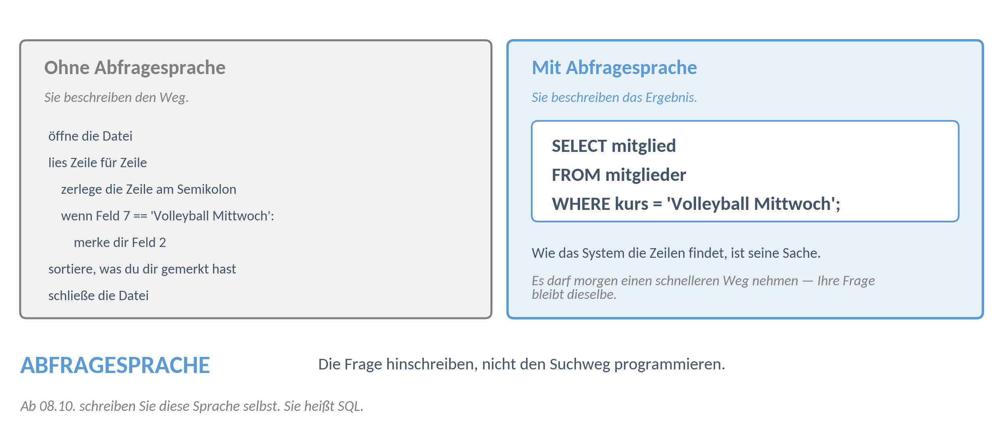 Ohne Abfragesprache
Sie beschreiben den Weg.
öffne die Datei
lies Zeile für Zeile
zerlege die Zeile am Semikolon
wenn Feld 7 == 'Volleyball Mittwoch':
merke dir Feld 2
sortiere, was du dir gemerkt hast
schließe die Datei
Mit Abfragesprache
Sie beschreiben das Ergebnis.
SELECT mitglied
FROM mitglieder
WHERE kurs = 'Volleyball Mittwoch';
Wie das System die Zeilen findet, ist seine Sache.
Es darf morgen einen schnelleren Weg nehmen — Ihre Frage
bleibt dieselbe.
ABFRAGESPRACHE
Die Frage hinschreiben, nicht den Suchweg programmieren.
Ab 08.10. schreiben Sie diese Sprache selbst. Sie heißt SQL.